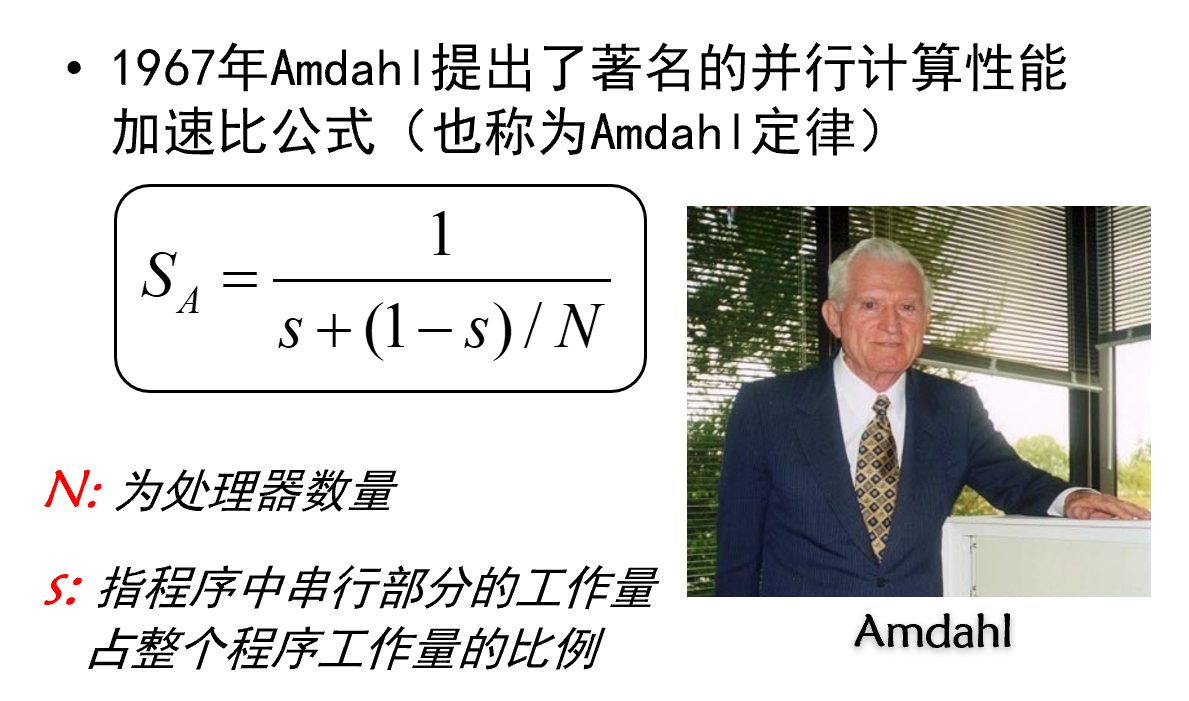 • 1967年Amdahl提出了著名的并行计算性能
加速比公式（也称为Amdahl定律）
S_A = 1 / (s+(1−s)/N)
N: 为处理器数量
s: 指程序中串行部分的工作量
占整个程序工作量的比例
Amdahl